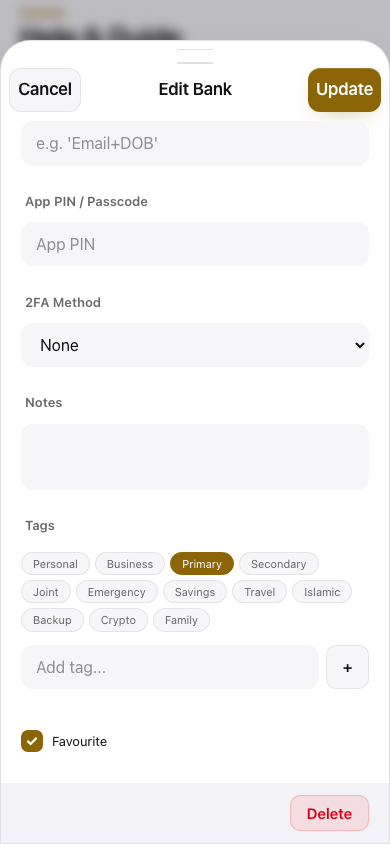 Cancel
Edit Bank
Update
e.g. 'Email+DOB'
App PIN / Passcode
App PIN
2FA Method
None
Notes
Tags
Personal Business Primary Secondary
Joint Emergency Savings Travel Islamic
Backup Crypto Family
Add tag...
+
Favourite
Delete